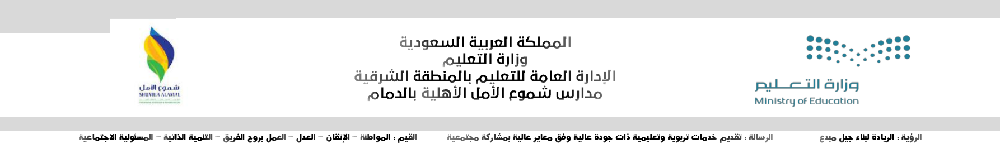 المملكة العربية السعودية
وزارة التعليم
الإدارة العامة للتعليم بالمنطقة الشرقية
مدارس شموع الأمل الأهلية بالدمام
وزارة التعـــليم
Ministry of Education
شموع الأمل
SHUMUA ALAMAL
الرؤية : الريادة لبناء جيل مبدع
الرسالة : تقديم خدمات تربوية وتعليمية ذات جودة عالية وفق معاير عالية بمشاركة مجتمعية
القيم : المواطنة – الإتقان – العدل – العمل بروح الفريق – التنمية الذاتية – المسئولية الاجتماعية